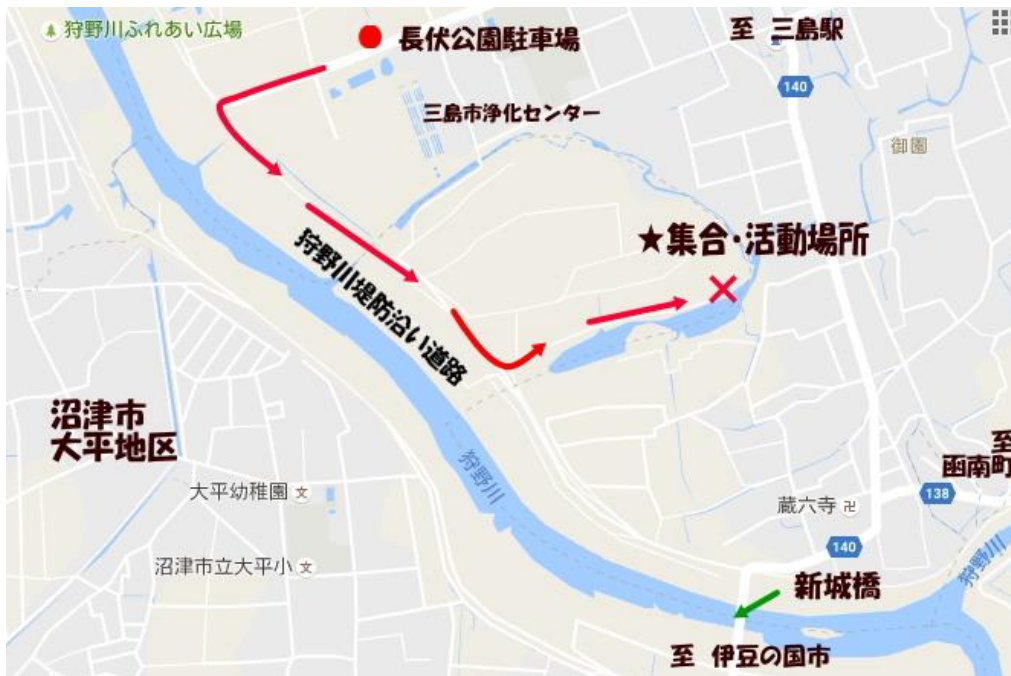 狩野川ふれあい広場
長伏公園駐車場
至 三島駅
140
三島市浄化センター
御園
★集合・活動場所
狩野川堤防沿い道路
沼津市
大平地区
狩野川
至
函南町
大平幼稚園 文
138
蔵六寺 卍
沼津市立大平小 文
140
狩野川
新城橋
至 伊豆の国市